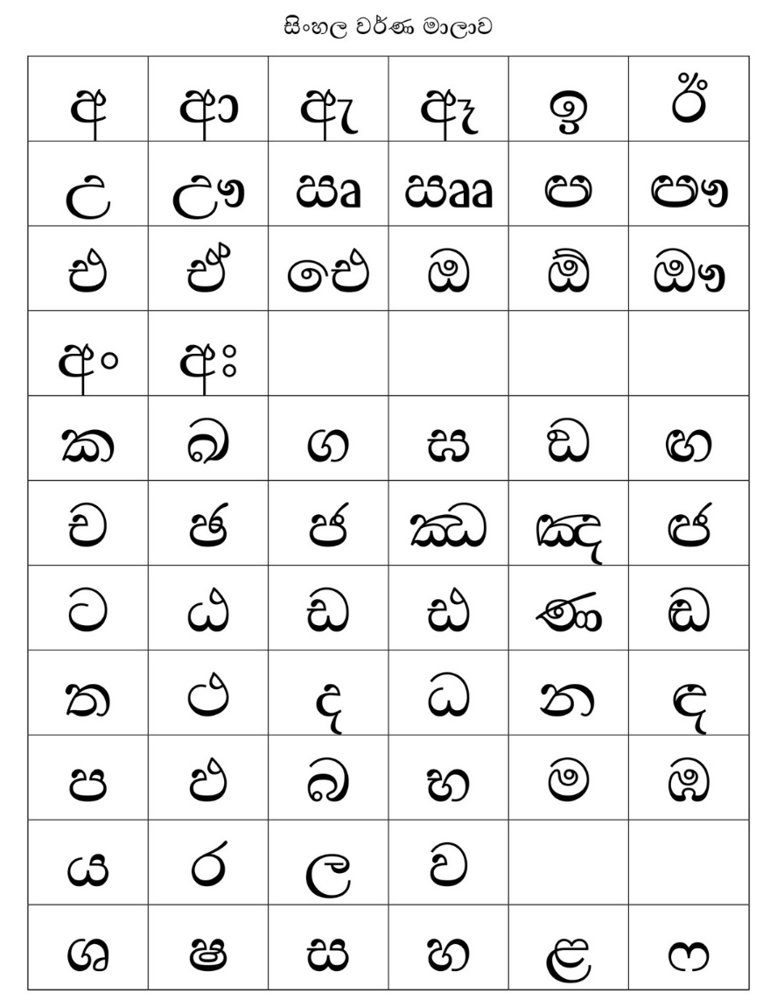 සිංහල වර්ණ මාලාව
අ ආ ඇ ඈ ඉ ඊ
උ ඌ ඍ ඎ ඏ ඐ
එ ඒ ඓ ඔ ඕ ඖ
අං අඃ
ක ඛ ග ඝ ඞ ඟ
ච ඡ ජ ඣ ඤ ඦ
ට ඨ ඩ ඪ ණ ඬ
ත ථ ද ධ න ඳ
ප ඵ බ භ ම ඹ
ය ර ල ව
ශ ෂ ස හ ළ ෆ